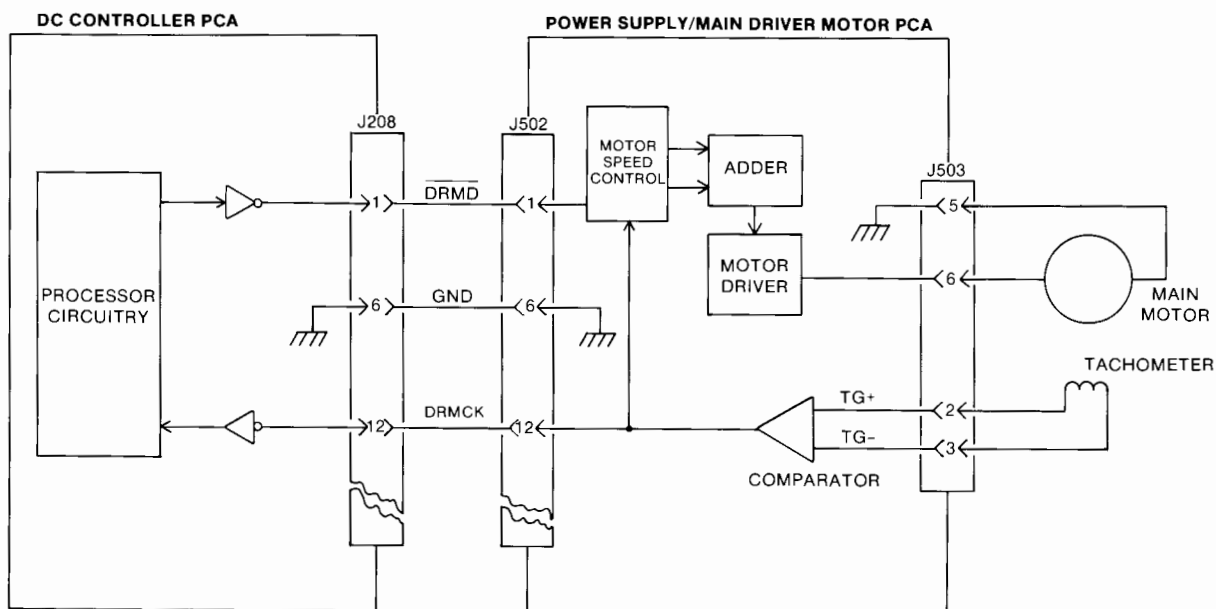 DC CONTROLLER PCA
POWER SUPPLY/MAIN DRIVER MOTOR PCA
J208
J502
MOTOR
SPEED
CONTROL
ADDER
J503
1
DRMD
1
5
PROCESSOR
CIRCUITRY
6
GND
6
MOTOR
DRIVER
6
MAIN
MOTOR
TACHOMETER
12
DRMCK
12
TG+
2
TG-
3
COMPARATOR